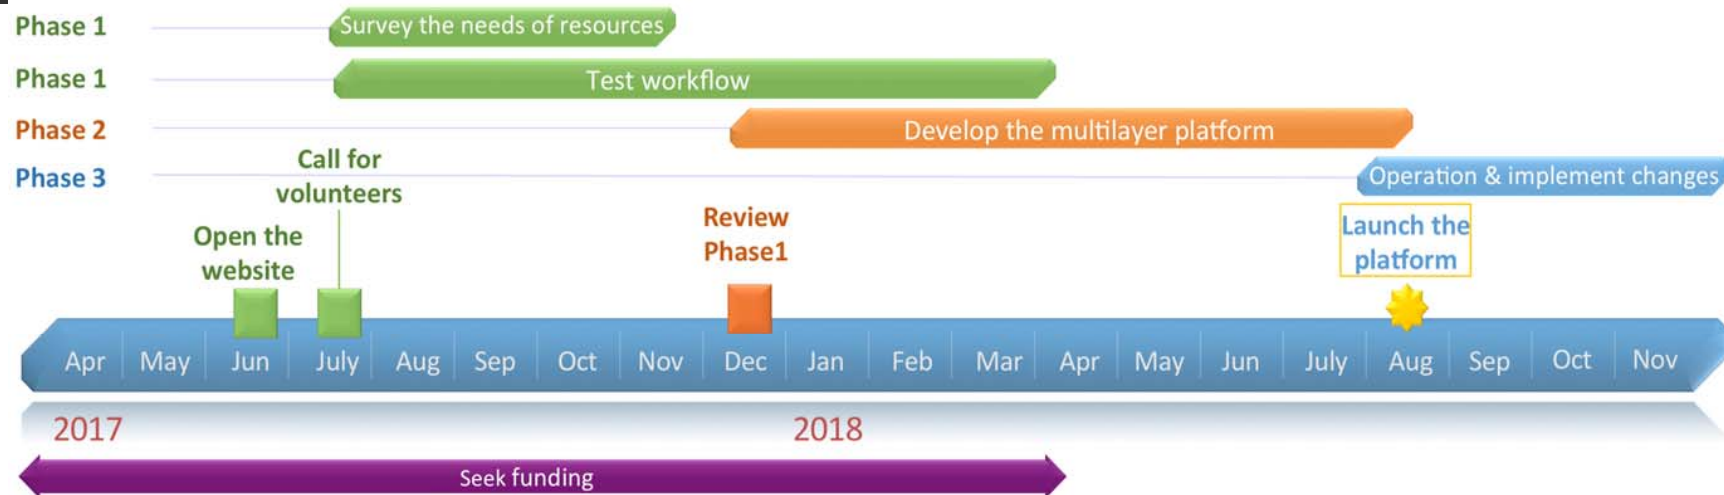 Phase 1
Survey the needs of resources
Phase 1
Test workflow
Phase 2
Develop the multilayer platform
Phase 3
Operation & implement changes
Call for
volunteers
Open the
website
Review
Phase1
Launch the
platform
Apr May Jun July Aug Sep Oct Nov Dec Jan Feb Mar Apr May Jun July Aug Sep Oct Nov
2017 2018
Seek funding